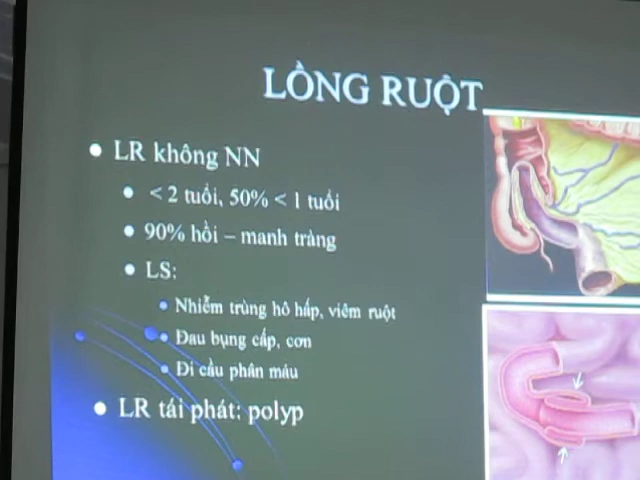 LỒNG RUỘT
LR không NN
< 2 tuổi, 50% < 1 tuổi
90% hồi – manh tràng
LS:
Nhiễm trùng hô hấp, viêm ruột
Đau bụng cấp, cơn
Đi cầu phân máu
LR tái phát: polyp